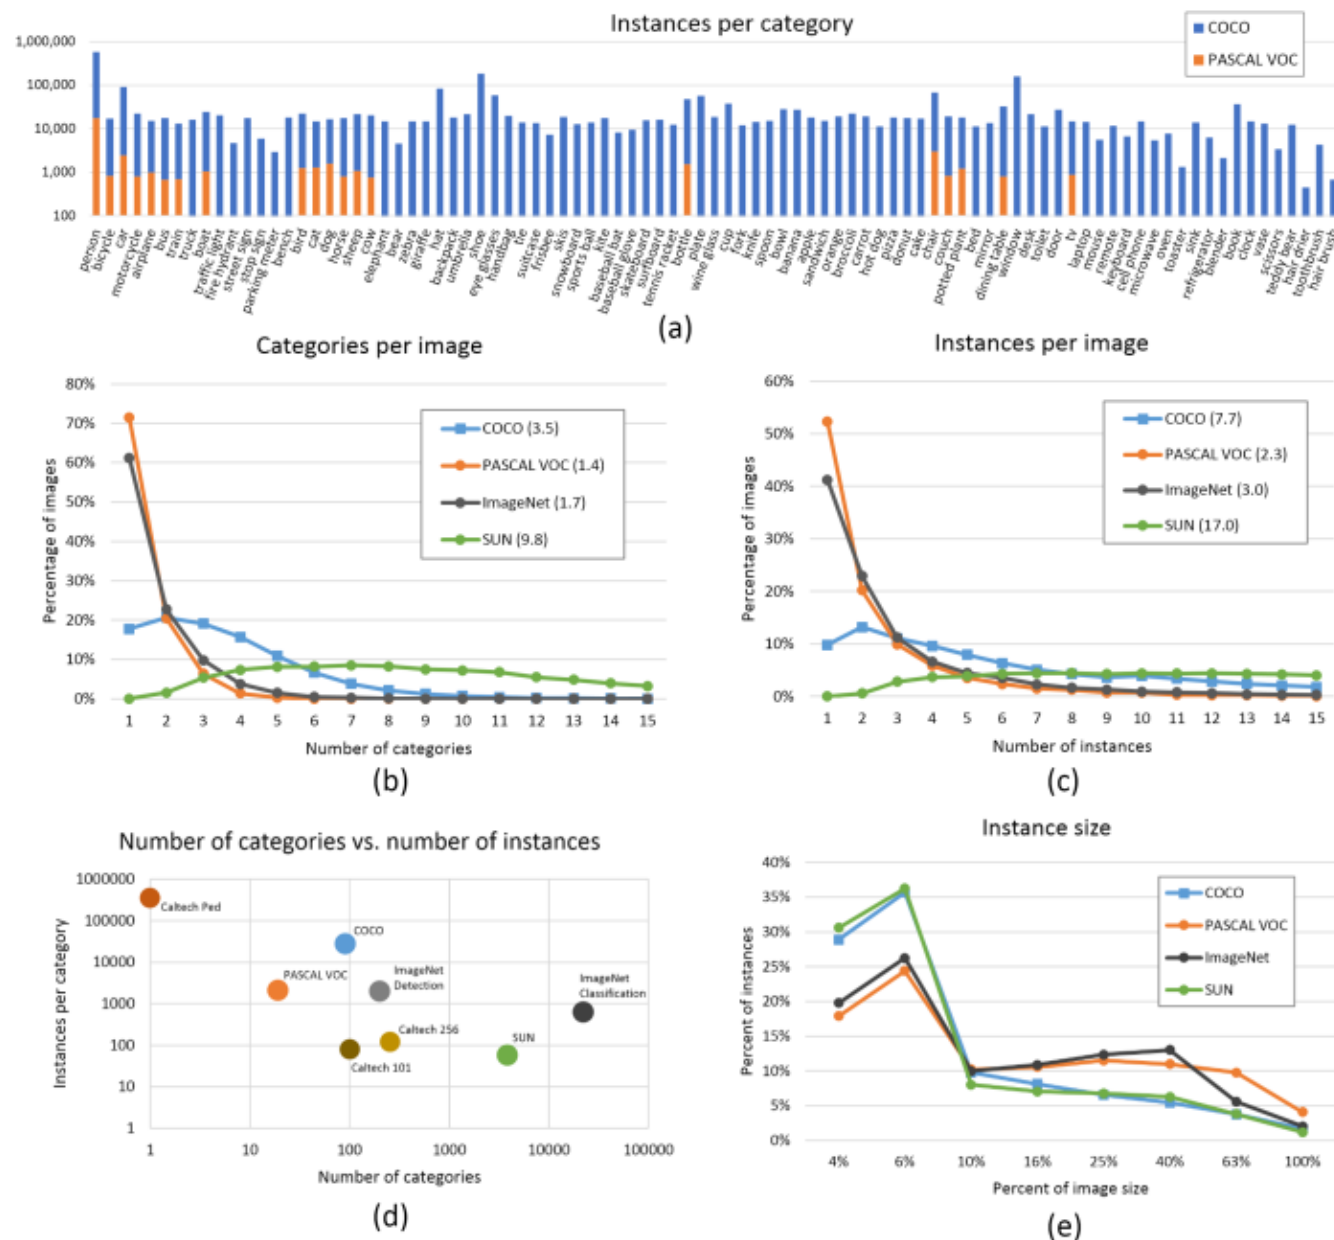 Instances per category
COCO
PASCAL VOC
1,000,000
100,000
10,000
1,000
100
person
bicycle
car
motorcycle
airplane
bus
train
truck
boat
traffic light
fire hydrant
street sign
stop sign
parking meter
bench
bird
cat
dog
horse
sheep
cow
elephant
bear
zebra
giraffe
hat
backpack
umbrella
shoe
eye glasses
handbag
tie
suitcase
frisbee
skis
snowboard
sports ball
kite
baseball bat
baseball glove
skateboard
surfboard
tennis racket
bottle
plate
wine glass
cup
fork
knife
spoon
bowl
banana
apple
sandwich
orange
broccoli
carrot
hot dog
pizza
donut
cake
chair
couch
potted plant
bed
mirror
dining table
window
desk
toilet
door
tv
laptop
mouse
remote
keyboard
cell phone
microwave
oven
toaster
sink
refrigerator
blender
book
clock
vase
scissors
teddy bear
hair drier
toothbrush
hair brush
(a)
Categories per image
80%
70%
60%
50%
40%
30%
20%
10%
0%
Percentage of images
COCO (3.5)
PASCAL VOC (1.4)
ImageNet (1.7)
SUN (9.8)
1 2 3 4 5 6 7 8 9 10 11 12 13 14 15
Number of categories
(b)
Instances per image
60%
50%
40%
30%
20%
10%
0%
Percentage of images
COCO (7.7)
PASCAL VOC (2.3)
ImageNet (3.0)
SUN (17.0)
1 2 3 4 5 6 7 8 9 10 11 12 13 14 15
Number of instances
(c)
Number of categories vs. number of instances
1000000
100000
10000
1000
100
10
1
Instances per category
Caltech Ped
COCO
PASCAL VOC
ImageNet
Detection
ImageNet
Classification
Caltech 256
Caltech 101
SUN
1 10 100 1000 10000 100000
Number of categories
(d)
Instance size
40%
35%
30%
25%
20%
15%
10%
5%
0%
Percent of instances
COCO
PASCAL VOC
ImageNet
SUN
4% 6% 10% 16% 25% 40% 63% 100%
Percent of image size
(e)